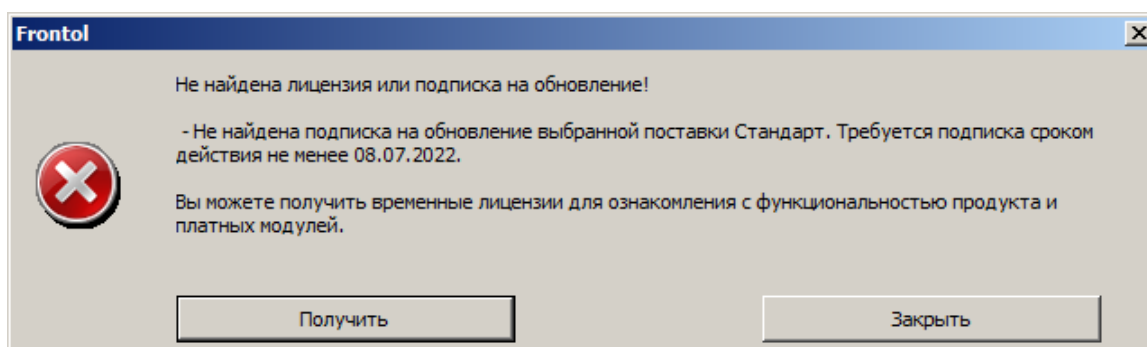 Frontol
Не найдена лицензия или подписка на обновление!
- Не найдена подписка на обновление выбранной поставки Стандарт. Требуется подписка сроком
действия не менее 08.07.2022.
Вы можете получить временные лицензии для ознакомления с функциональностью продукта и
платных модулей.
Получить
Закрыть